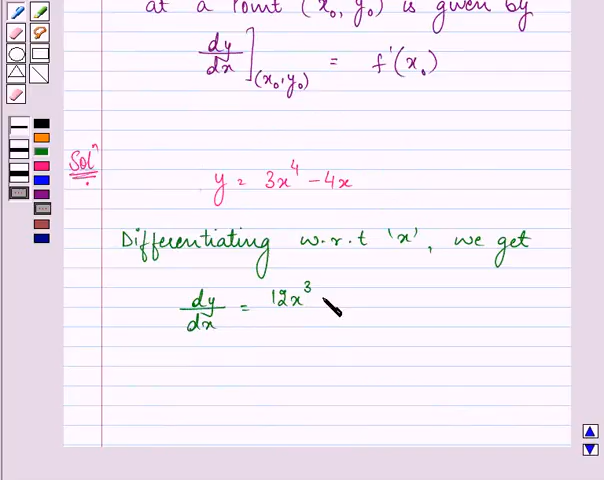 at a point (x₀, y₀) is given by
dy/dx](x₀,y₀) = f'(x₀)
Solⁿ
y = 3x⁴ - 4x
Differentiating w.r.t 'x', we get
dy/dx = 12x³